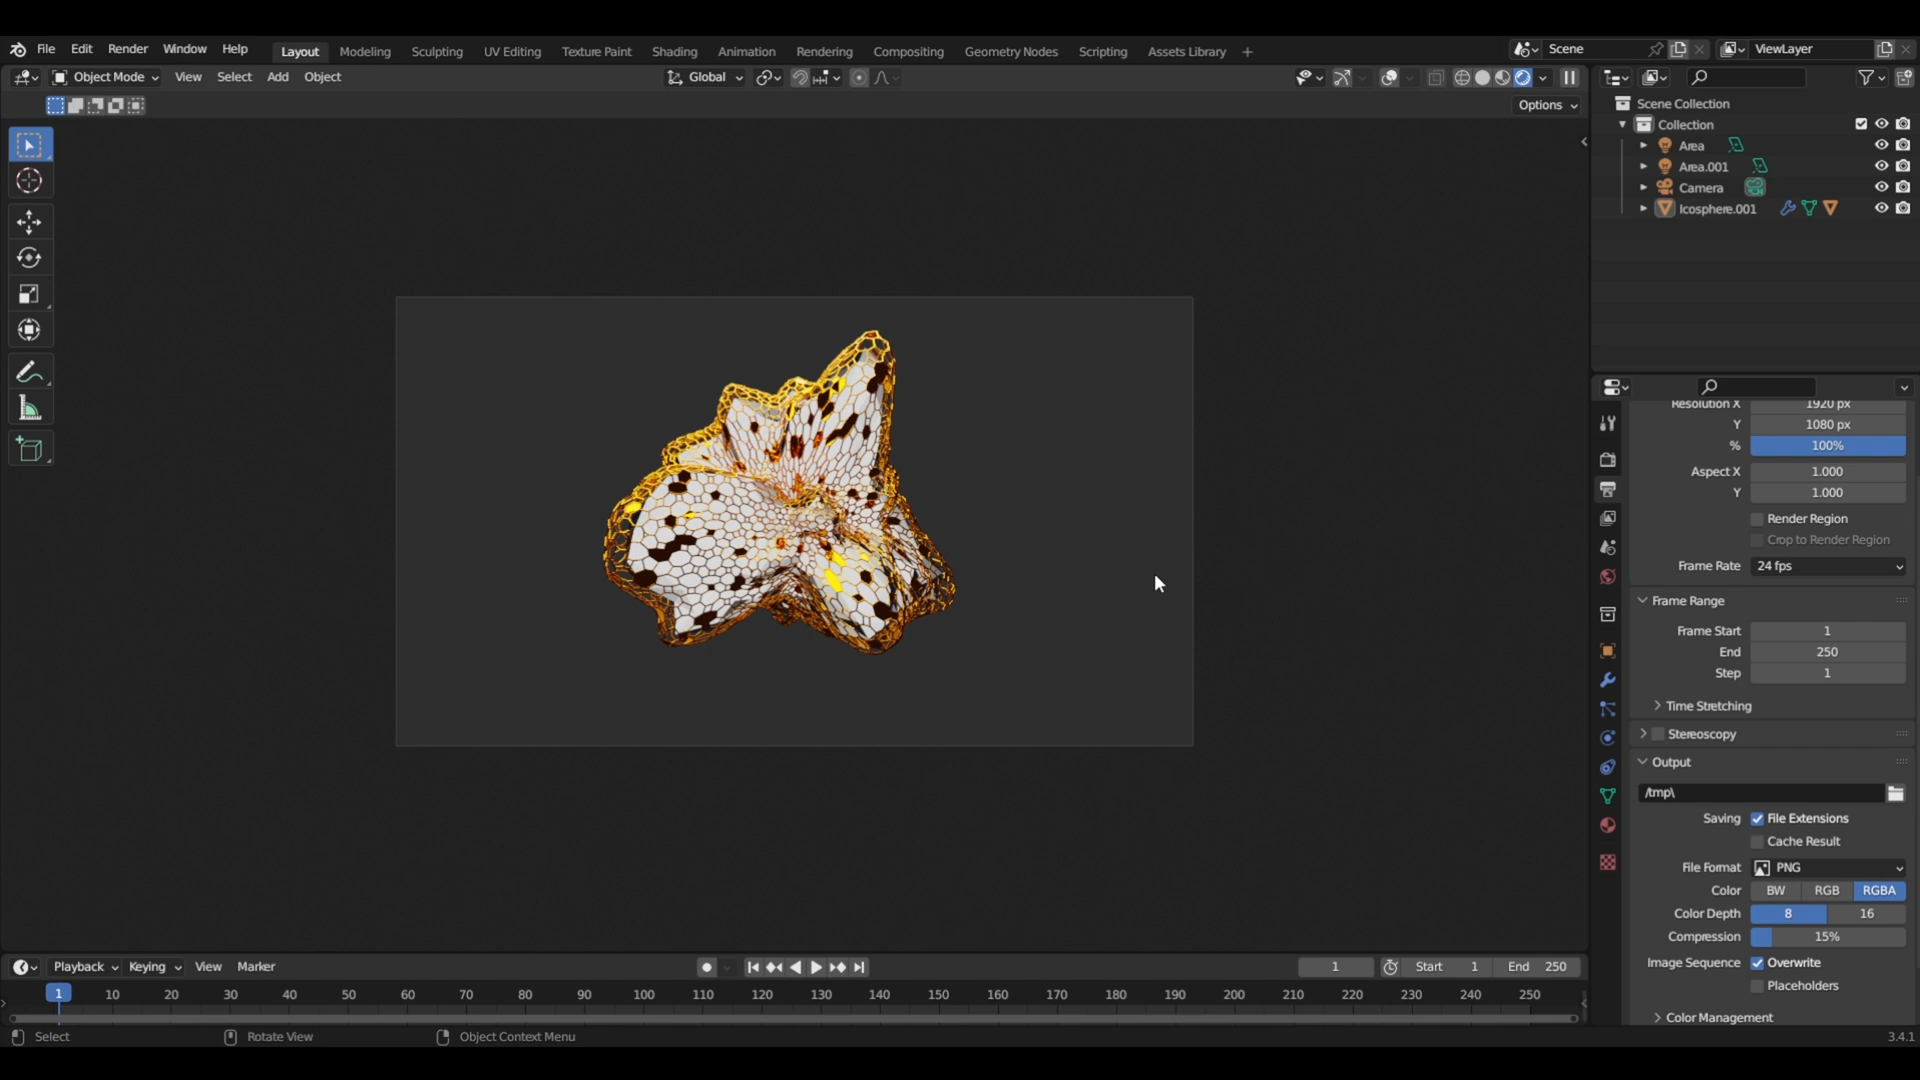 File Edit Render Window Help Layout Modeling Sculpting UV Editing Texture Paint Shading Animation Rendering Compositing Geometry Nodes Scripting Assets Library + Scene ViewLayer
Object Mode View Select Add Object Global
Options
Scene Collection
Collection
Area
Area.001
Camera
Icosphere.001
Resolution X 1920 px
Y 1080 px
% 100%
Aspect X 1.000
Y 1.000
Render Region
Crop to Render Region
Frame Rate 24 fps
Frame Range
Frame Start 1
End 250
Step 1
Time Stretching
Stereoscopy
Output
/tmp\
Saving File Extensions
Cache Result
File Format PNG
Color BW RGB RGBA
Color Depth 8 16
Compression 15%
Image Sequence Overwrite
Placeholders
Color Management
Playback Keying View Marker 1 Start 1 End 250
1 10 20 30 40 50 60 70 80 90 100 110 120 130 140 150 160 170 180 190 200 210 220 230 240 250
Select Rotate View Object Context Menu 3.4.1